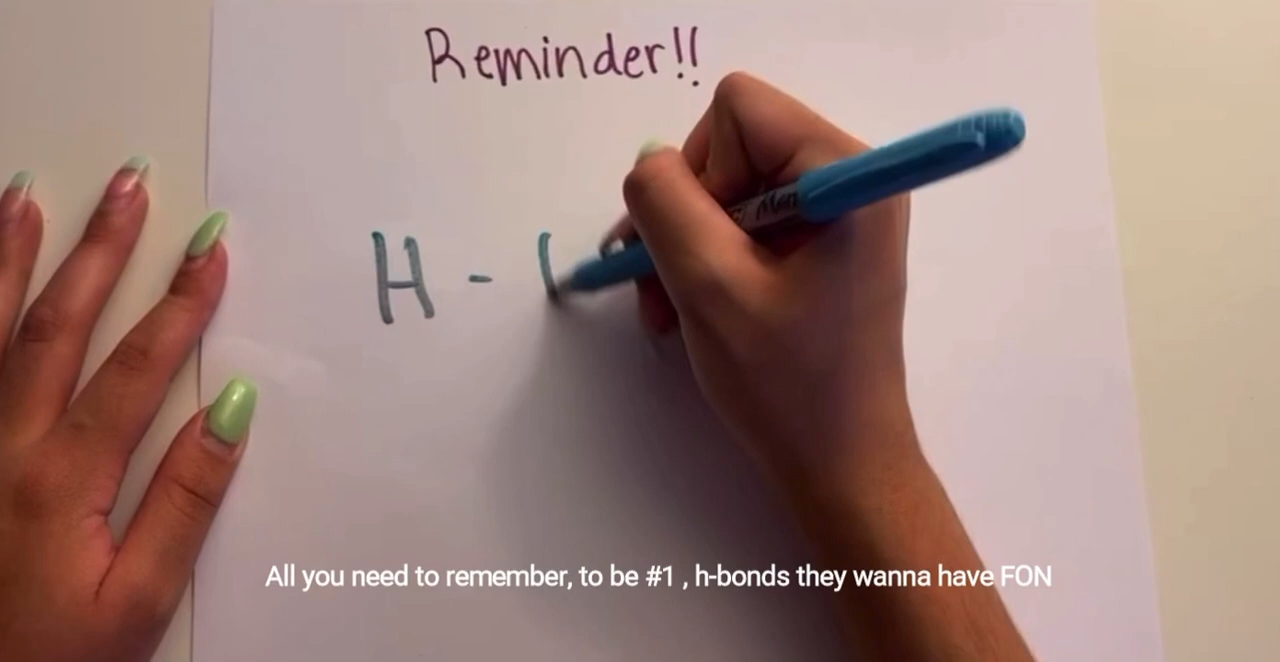 Reminder!!
H -
All you need to remember, to be #1 , h-bonds they wanna have FON